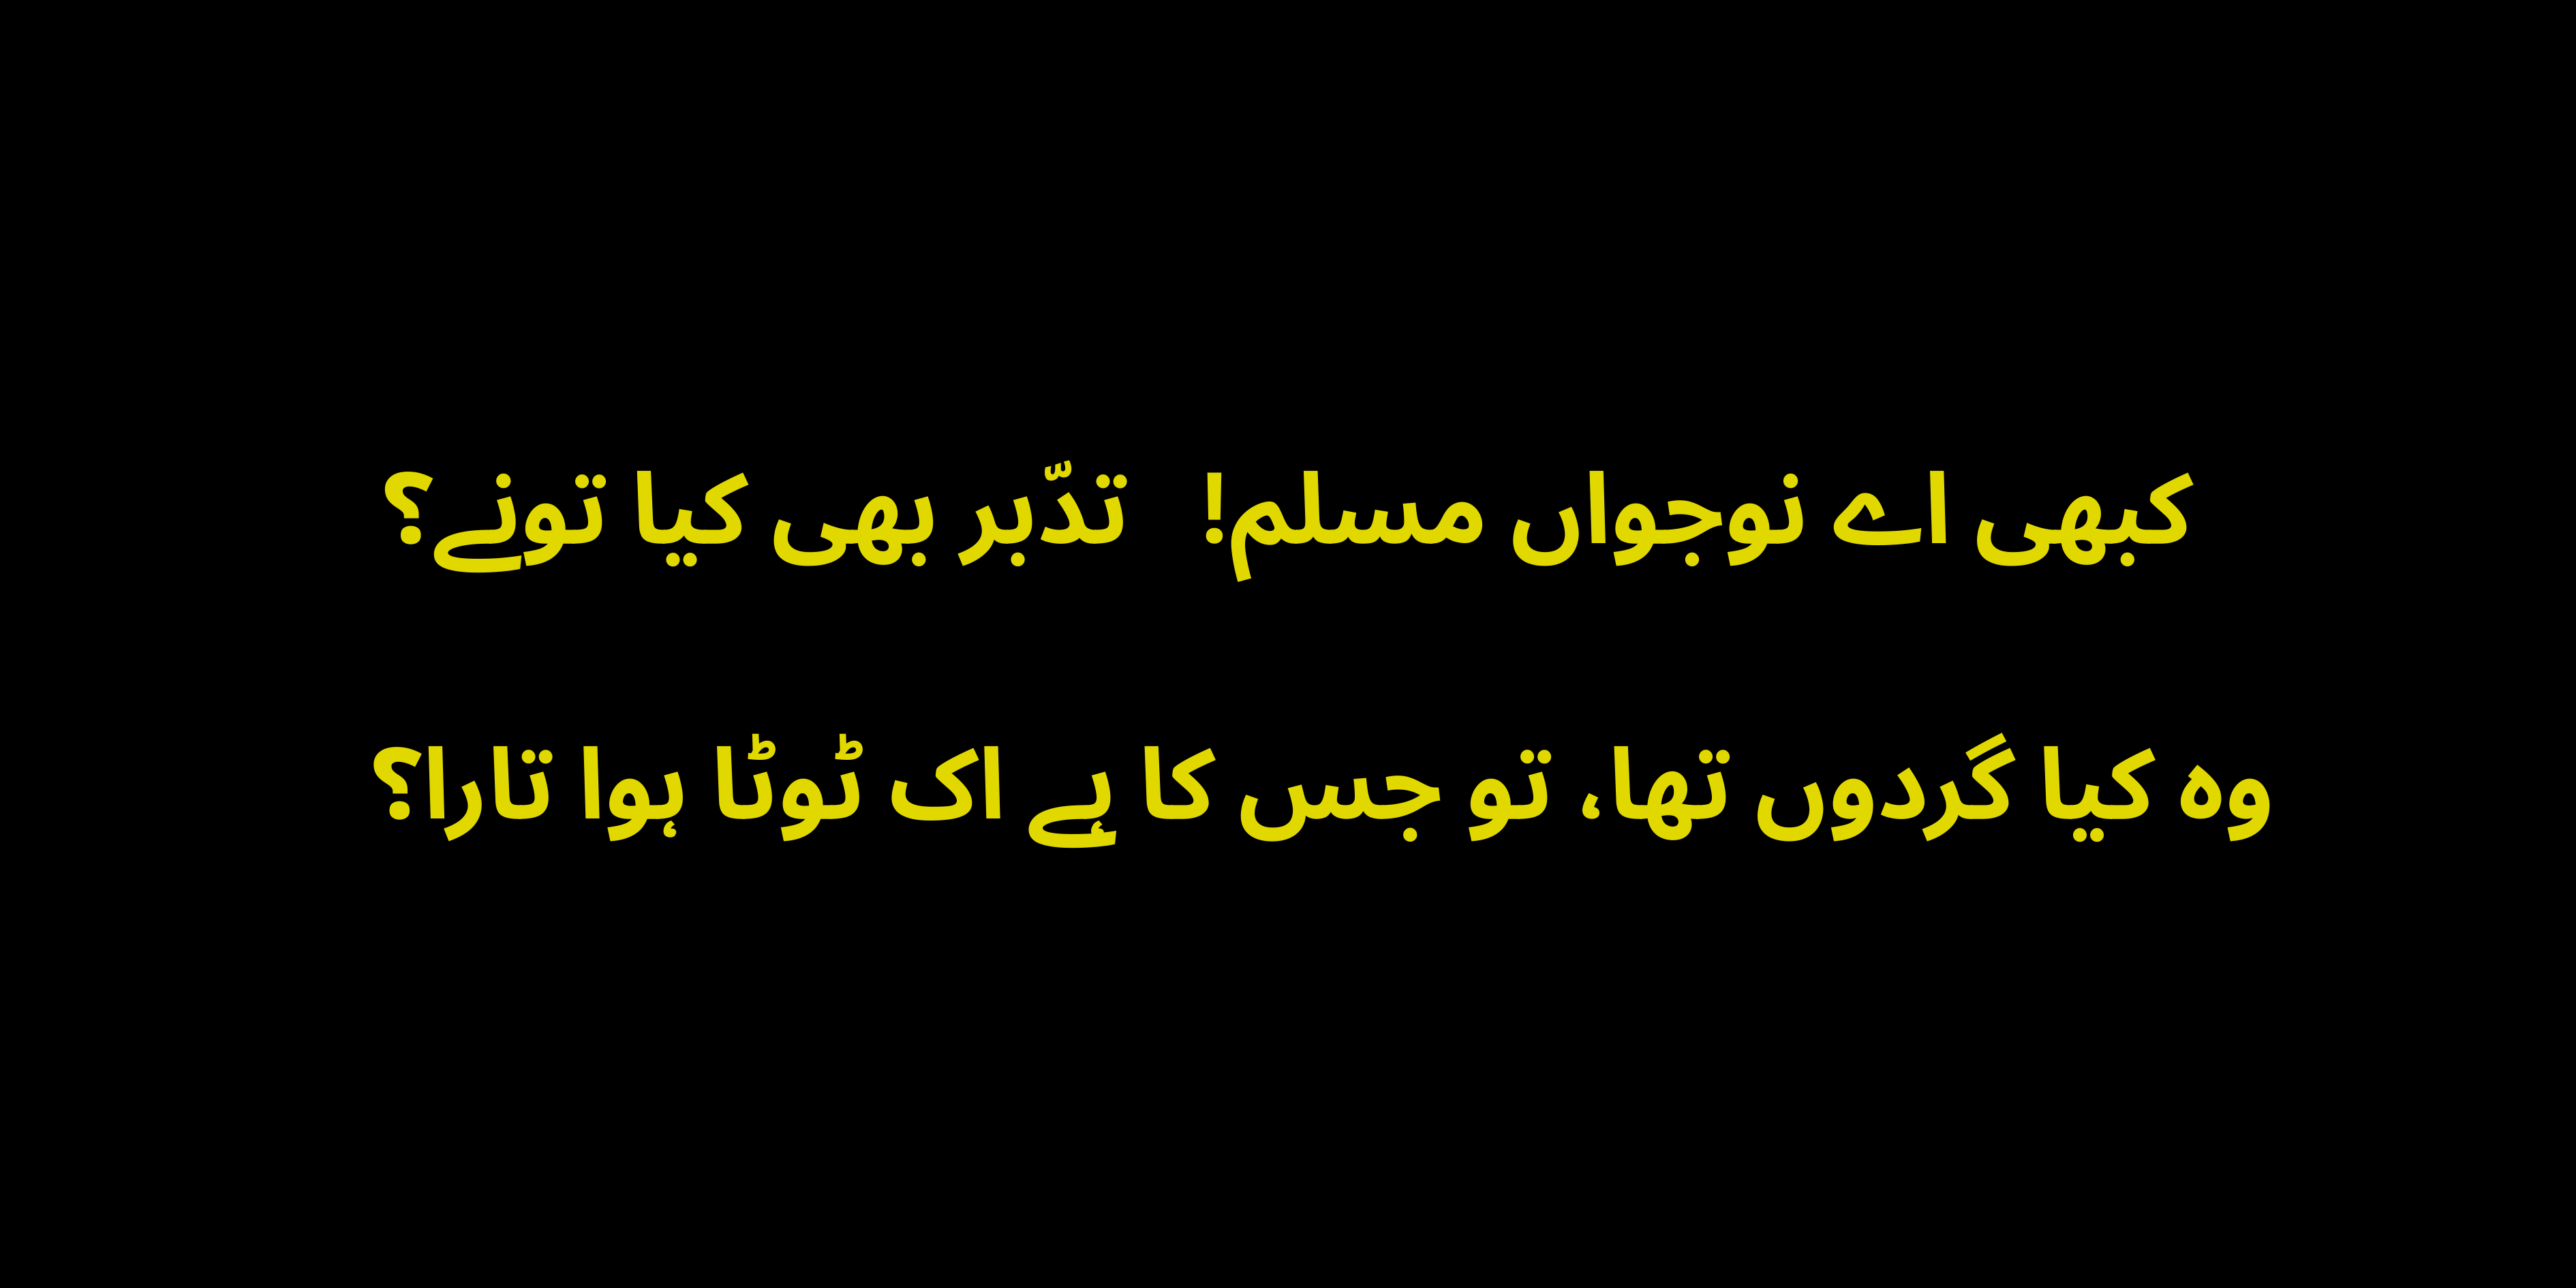 کبھی اے نوجواں مسلم! تدّبر بھی کیا تونے؟
وہ کیا گردوں تھا، تو جس کا ہے اک ٹوٹا ہوا تارا؟